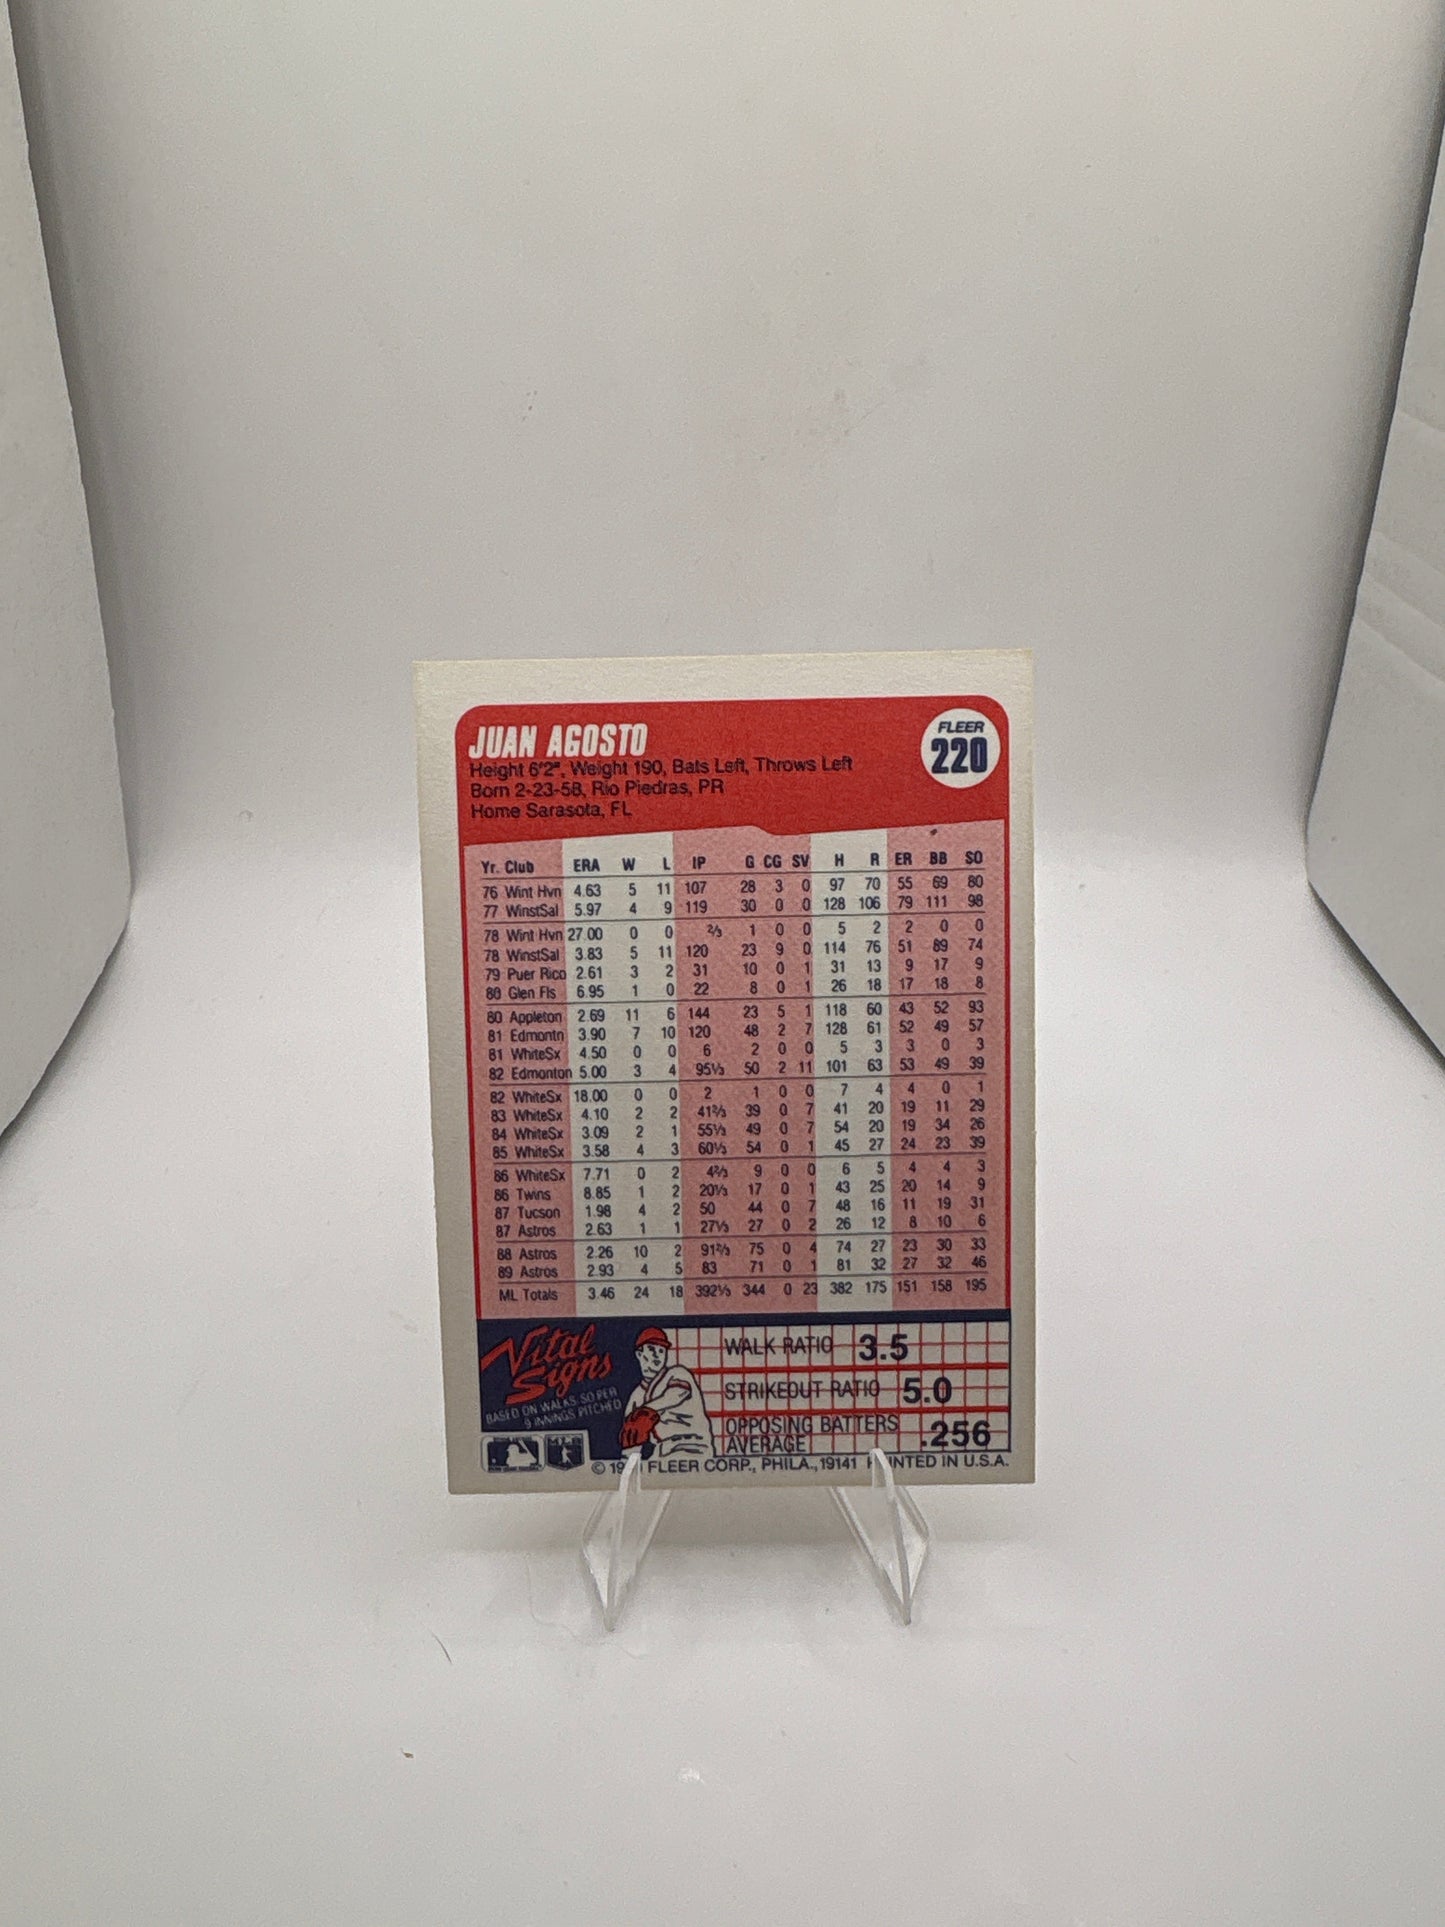 JUAN AGOSTO
FLEER
220
Height 6'2", Weight 190, Bats Left, Throws Left
Born 2-23-58, Rio Piedras, PR
Home Sarasota, FL
Yr. Club ERA W L IP G CG SV H R ER BB SO
76 Wint Hvn 4.63 5 11 107 28 3 0 97 70 55 69 80
77 WinstSal 5.97 4 9 119 30 0 0 128 106 79 111 98
78 Wint Hvn 27.00 0 0 ⅔ 1 0 0 5 2 2 0 0
78 WinstSal 3.83 5 11 120 23 9 0 114 76 51 89 74
79 Puer Rico 2.61 3 2 31 10 0 1 31 13 9 17 9
80 Glen Fls 6.95 1 0 22 8 0 1 26 18 17 18 8
80 Appleton 2.69 11 6 144 23 5 1 118 60 43 52 93
81 Edmontn 3.90 7 10 120 48 2 7 128 61 52 49 57
81 WhiteSx 4.50 0 0 6 2 0 0 5 3 3 0 3
82 Edmonton 5.00 3 4 95⅓ 50 2 11 101 63 53 49 39
82 WhiteSx 18.00 0 0 2 1 0 0 7 4 4 0 1
83 WhiteSx 4.10 2 2 41⅔ 39 0 7 41 20 19 11 29
84 WhiteSx 3.09 2 1 55⅓ 49 0 7 54 20 19 34 26
85 WhiteSx 3.58 4 3 60⅓ 54 0 1 45 27 24 23 39
86 WhiteSx 7.71 0 2 4⅔ 9 0 0 6 5 4 4 3
86 Twins 8.85 1 2 20⅓ 17 0 1 43 25 20 14 9
87 Tucson 1.98 4 2 50 44 0 7 48 16 11 19 31
87 Astros 2.63 1 1 27⅓ 27 0 2 26 12 8 10 6
88 Astros 2.26 10 2 91⅔ 75 0 4 74 27 23 30 33
89 Astros 2.93 4 5 83 71 0 1 81 32 27 32 46
ML Totals 3.46 24 18 392⅓ 344 0 23 382 175 151 158 195
Vital
Signs
BASED ON WALKS, SO PER
9 INNINGS PITCHED
WALK RATIO 3.5
STRIKEOUT RATIO 5.0
OPPOSING BATTERS
AVERAGE .256
MLB
© FLEER CORP., PHILA., 19141 IN U.S.A.